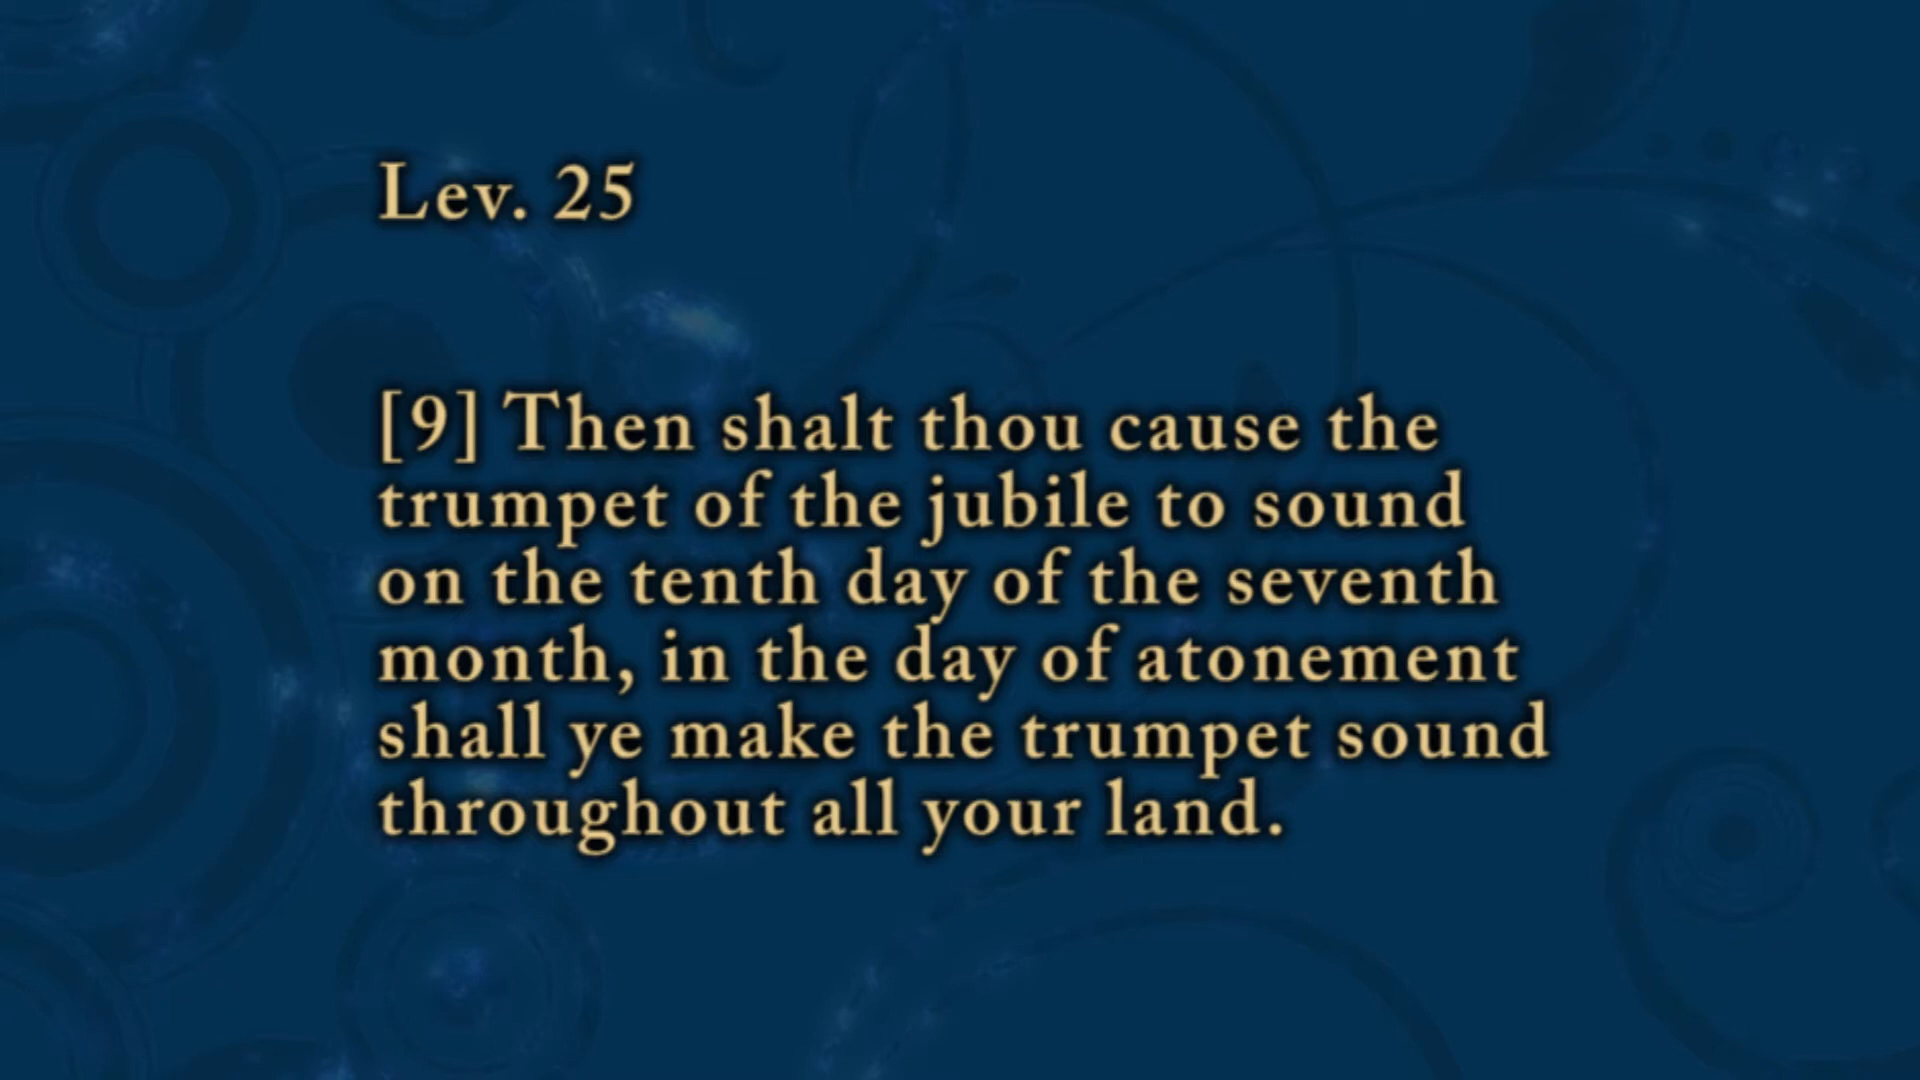 Lev. 25
[9] Then shalt thou cause the
trumpet of the jubile to sound
on the tenth day of the seventh
month, in the day of atonement
shall ye make the trumpet sound
throughout all your land.